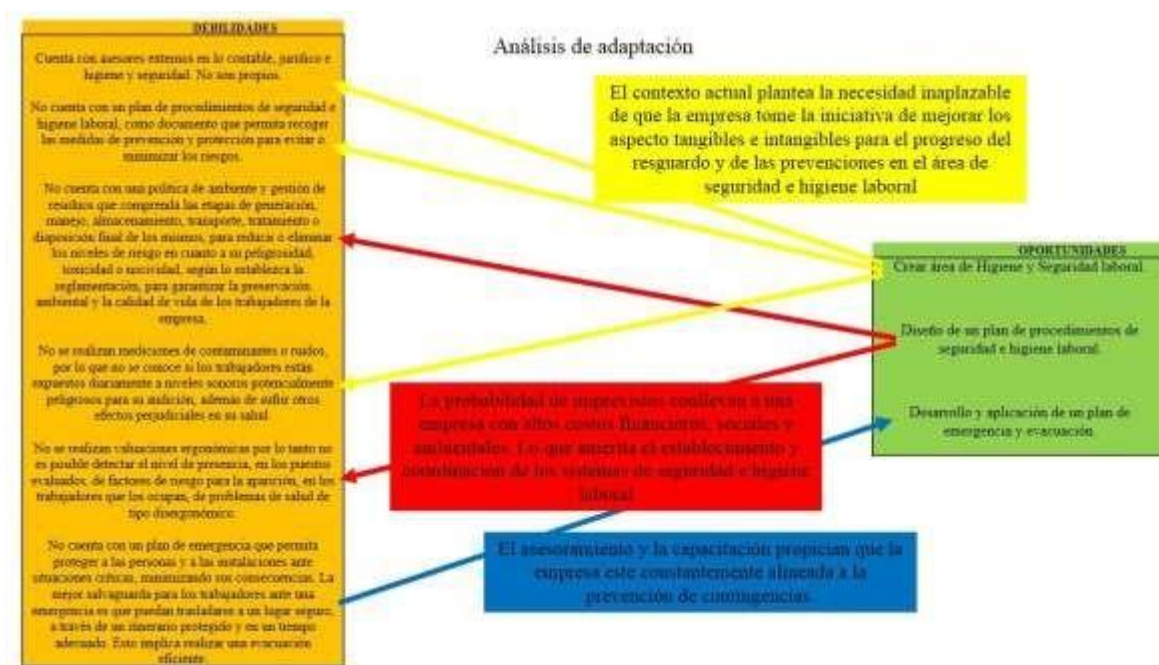 DEBILIDADES
Cuenta con asesores externos en lo contable, jurídico e
higiene y seguridad. No son propios.
No cuenta con un plan de procedimientos de seguridad e
higiene laboral, como documento que permita recoger
las medidas de prevención y protección para evitar o
minimizar los riesgos.
No cuenta con una política de ambiente y gestión de
residuos que comprenda las etapas de generación,
manejo, almacenamiento, transporte, tratamiento o
disposición final de los mismos, para reducir o eliminar
los niveles de riesgo en cuanto a su peligrosidad,
toxicidad o nocividad, según lo establezca la
reglamentación, para garantizar la preservación
ambiental y la calidad de vida de los trabajadores de la
empresa.
No se realizan mediciones de contaminantes o ruidos,
por lo que no se conoce si los trabajadores están
expuestos diariamente a niveles sonoros potencialmente
peligrosos para su audición, además de sufrir otros
efectos perjudiciales en su salud.
No se realizan valuaciones ergonómicas por lo tanto no
es posible detectar el nivel de presencia, en los puestos
evaluados, de factores de riesgo para la aparición, en los
trabajadores que los ocupan, de problemas de salud de
tipo disergonómico.
No cuenta con un plan de emergencia que permita
proteger a las personas y a las instalaciones ante
situaciones críticas, minimizando sus consecuencias. La
mejor salvaguarda para los trabajadores ante una
emergencia es que puedan trasladarse a un lugar seguro,
a través de un itinerario protegido y en un tiempo
adecuado. Esto implica realizar una evacuación
eficiente.
Análisis de adaptación
El contexto actual plantea la necesidad inaplazable
de que la empresa tome la iniciativa de mejorar los
aspecto tangibles e intangibles para el progreso del
resguardo y de las prevenciones en el área de
seguridad e higiene laboral
La probabilidad de imprevistos conllevan a una
empresa con altos costos financieros, sociales y
ambientales. Lo que amerita el establecimiento y
coordinación de los sistemas de seguridad e higiene
laboral
El asesoramiento y la capacitación propician que la
empresa este constantemente alineada a la
prevención de contingencias.
OPORTUNIDADES
Crear área de Higiene y Seguridad laboral.
Diseño de un plan de procedimientos de
seguridad e higiene laboral.
Desarrollo y aplicación de un plan de
emergencia y evacuación.